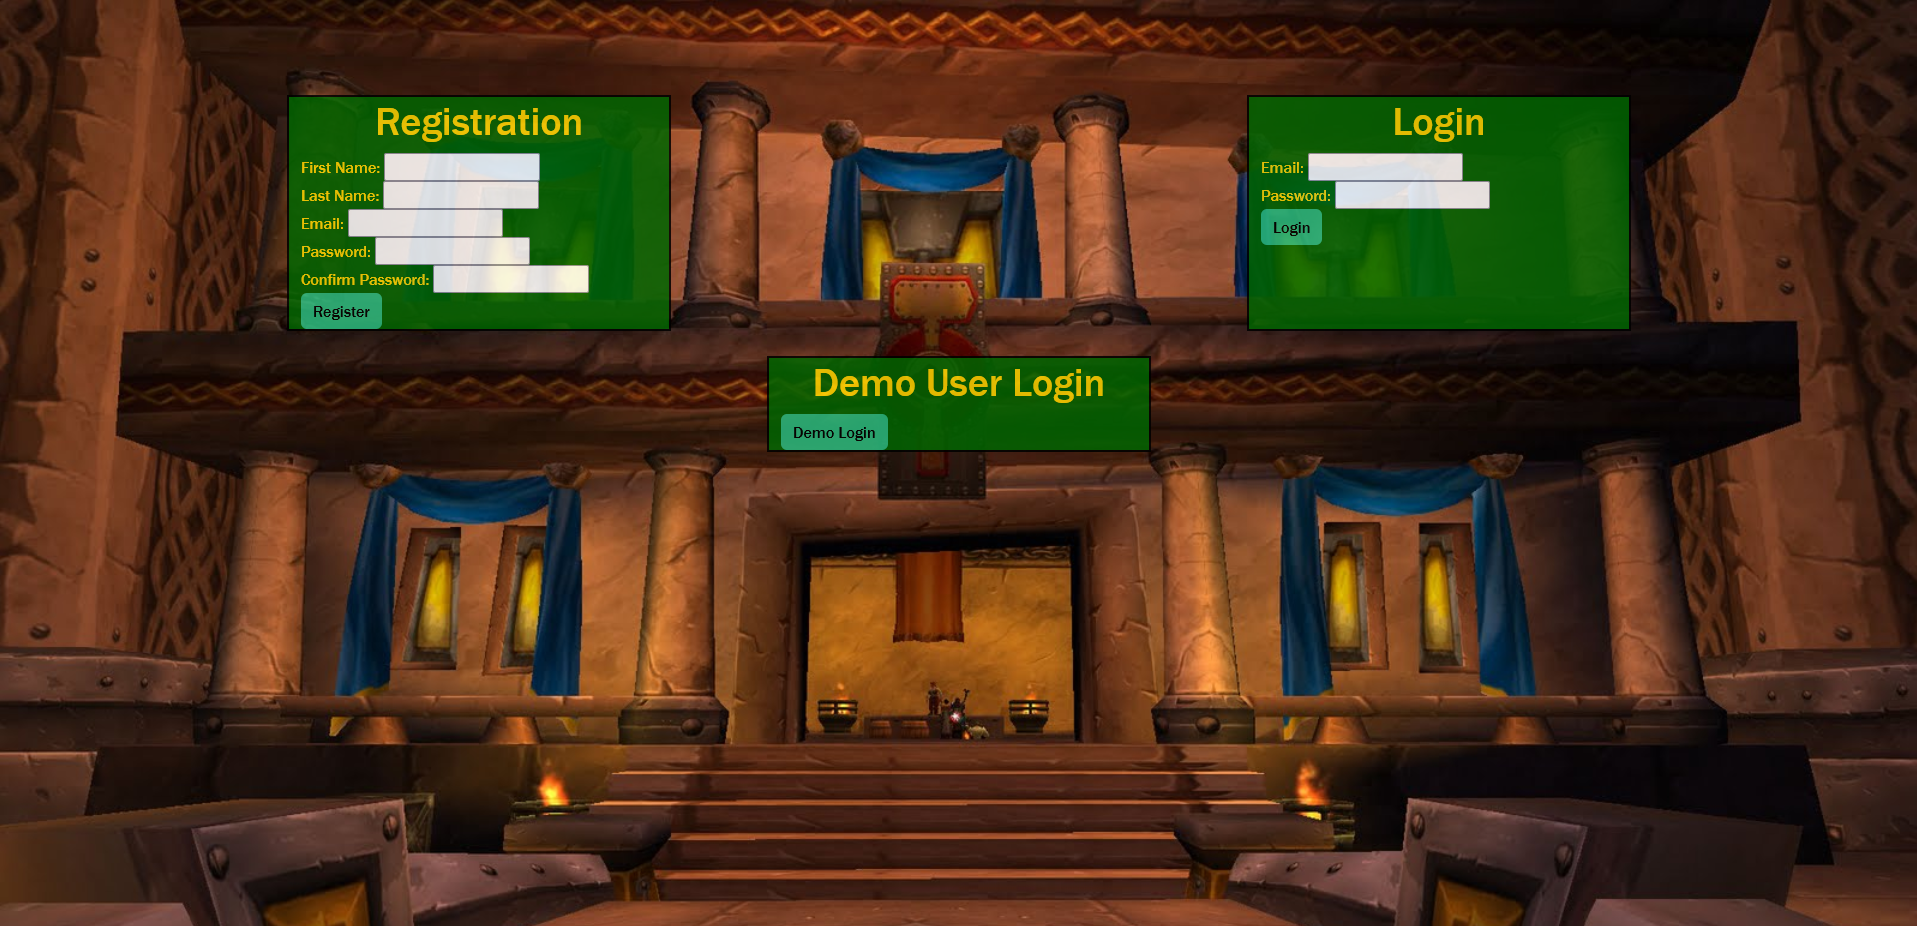 Registration
First Name:
Last Name:
Email:
Password:
Confirm Password:
Register
Login
Email:
Password:
Login
Demo User Login
Demo Login